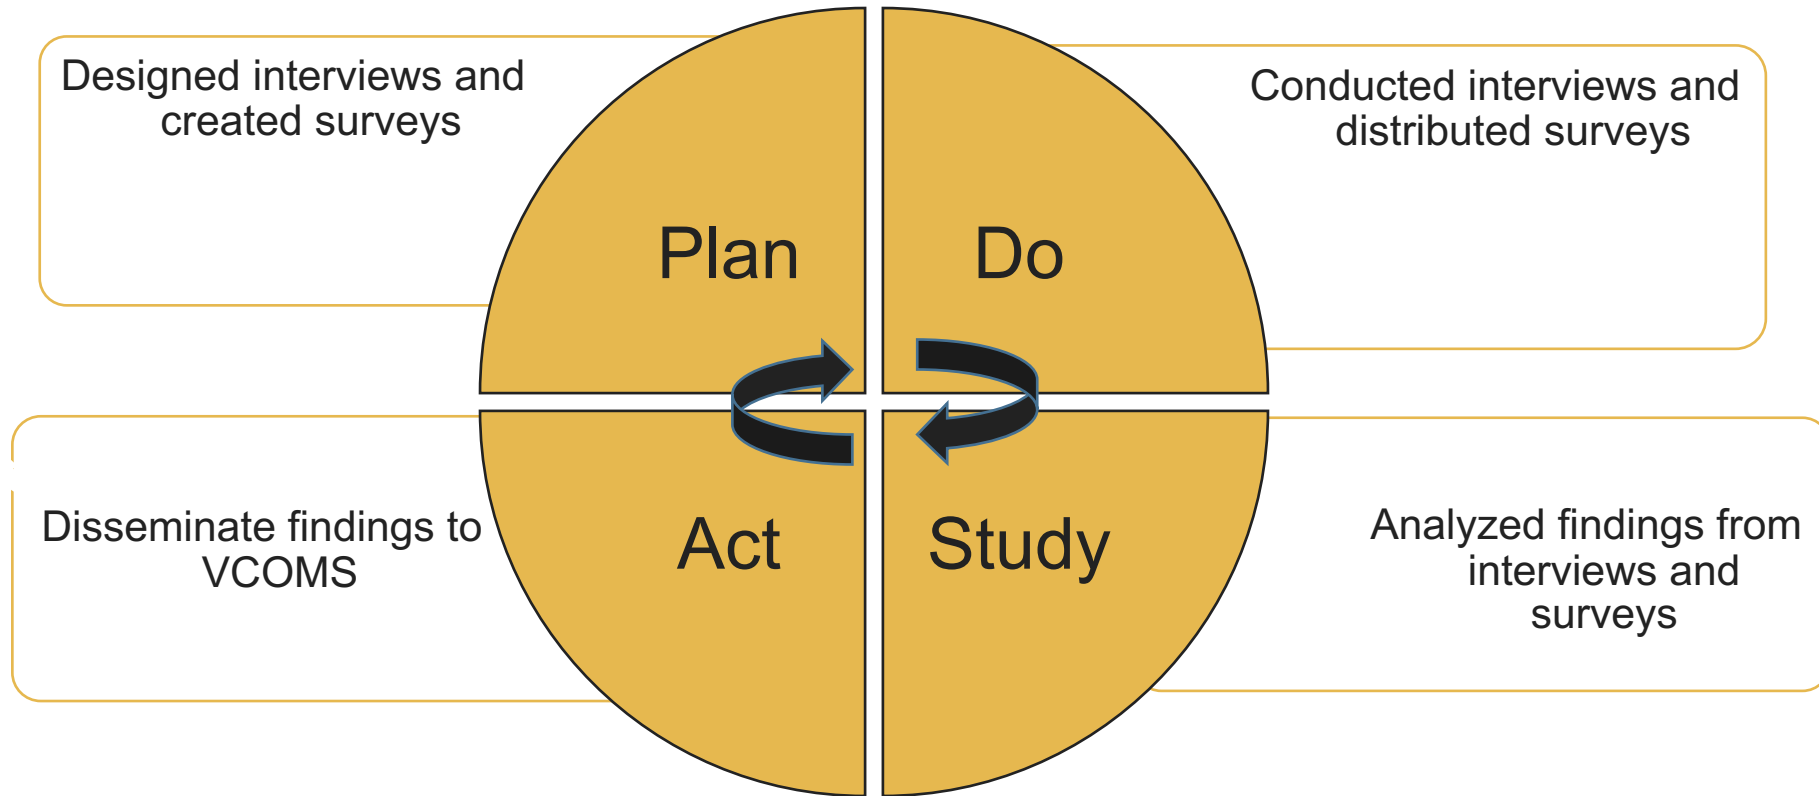 Designed interviews and
created surveys
Plan
Do
Conducted interviews and
distributed surveys
Disseminate findings to
VCOMS
Act
Study
Analyzed findings from
interviews and
surveys